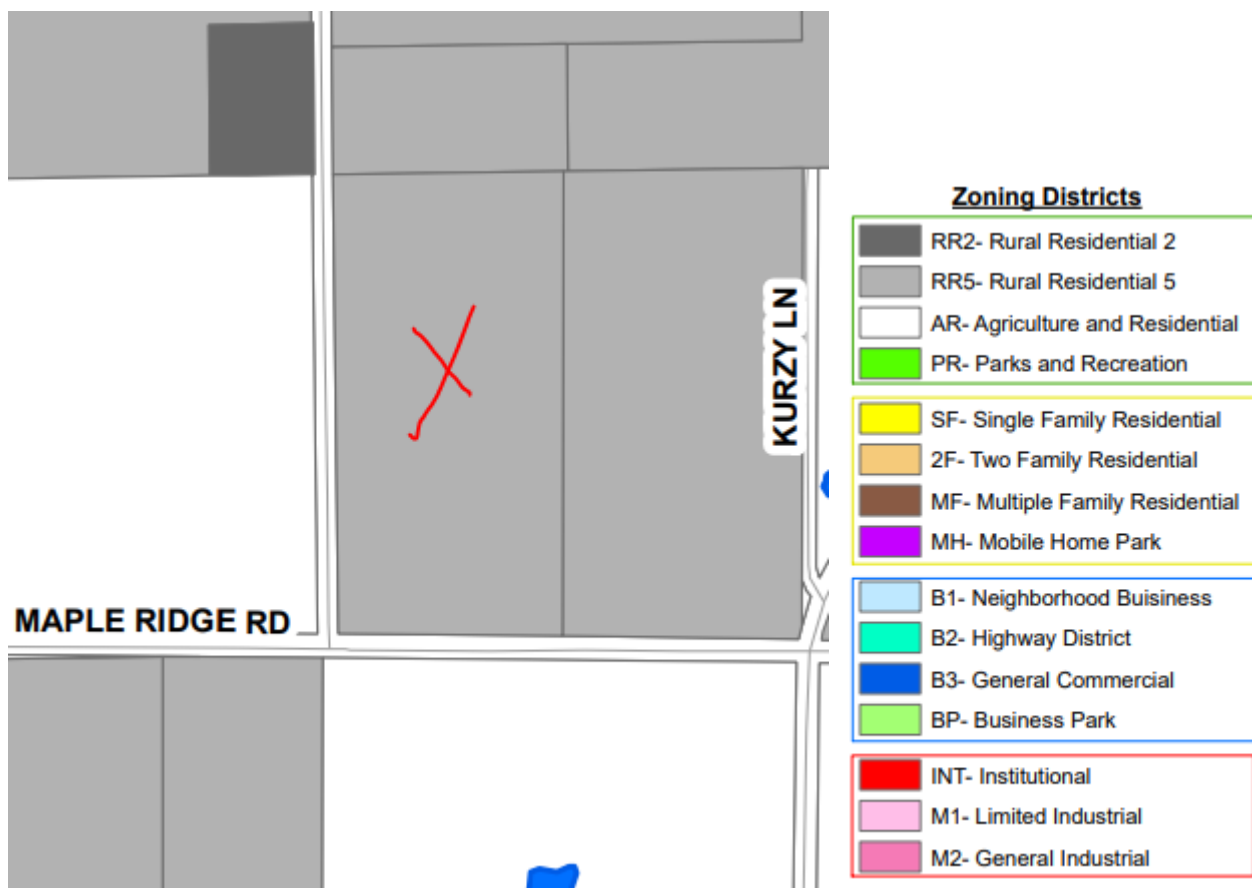 KURZY LN
MAPLE RIDGE RD
Zoning Districts
RR2- Rural Residential 2
RR5- Rural Residential 5
AR- Agriculture and Residential
PR- Parks and Recreation
SF- Single Family Residential
2F- Two Family Residential
MF- Multiple Family Residential
MH- Mobile Home Park
B1- Neighborhood Buisiness
B2- Highway District
B3- General Commercial
BP- Business Park
INT- Institutional
M1- Limited Industrial
M2- General Industrial